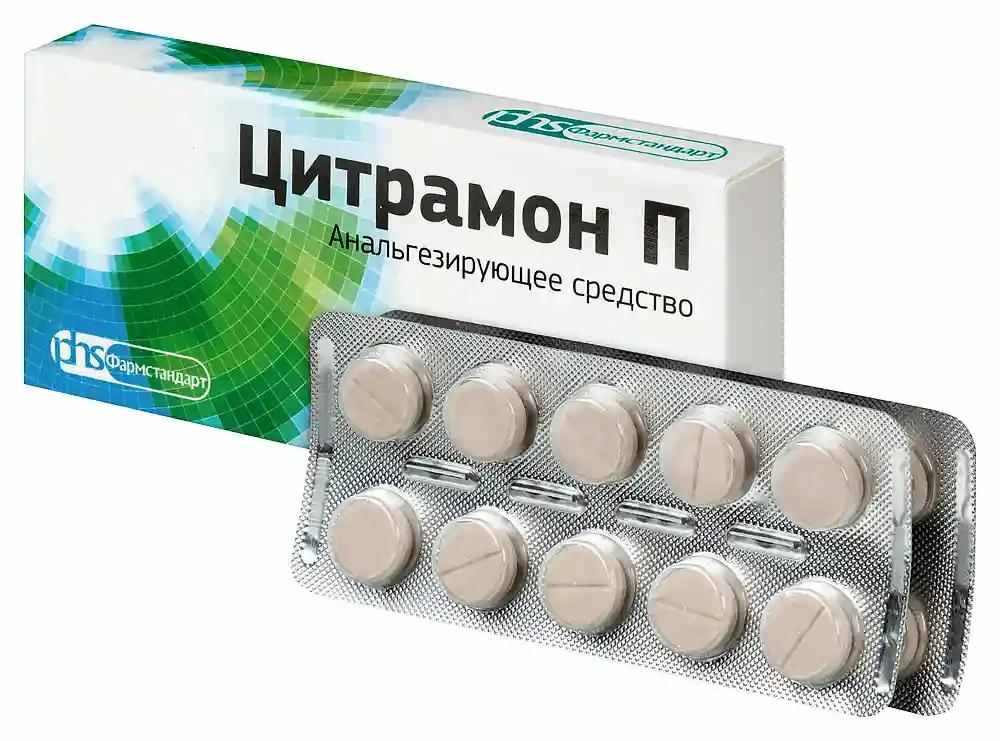 phs Фармстандарт
Цитрамон П
Анальгезирующее средство
phs Фармстандарт